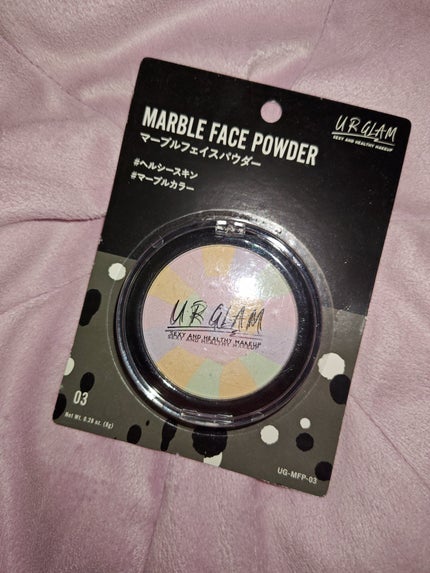 UR GLAM
SEXY AND HEALTHY MAKEUP
MARBLE FACE POWDER
マーブルフェイスパウダー
#ヘルシースキン
#マーブルカラー
UR GLAM
SEXY AND HEALTHY MAKEUP
03
Net Wt. 0.28 oz. (8g)
UG-MFP-03